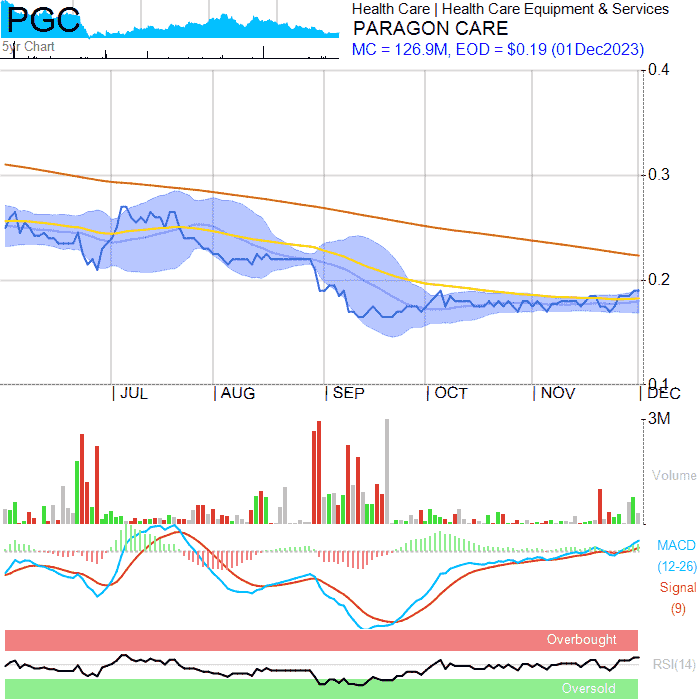 PGC
5yr Chart
Health Care | Health Care Equipment & Services
PARAGON CARE
MC = 126.9M, EOD = $0.19 (01Dec2023)
0.4
0.3
0.2
0.1
JUL AUG SEP OCT NOV DEC
3M
Volume
MACD
(12-26)
Signal
(9)
Overbought
RSI(14)
Oversold